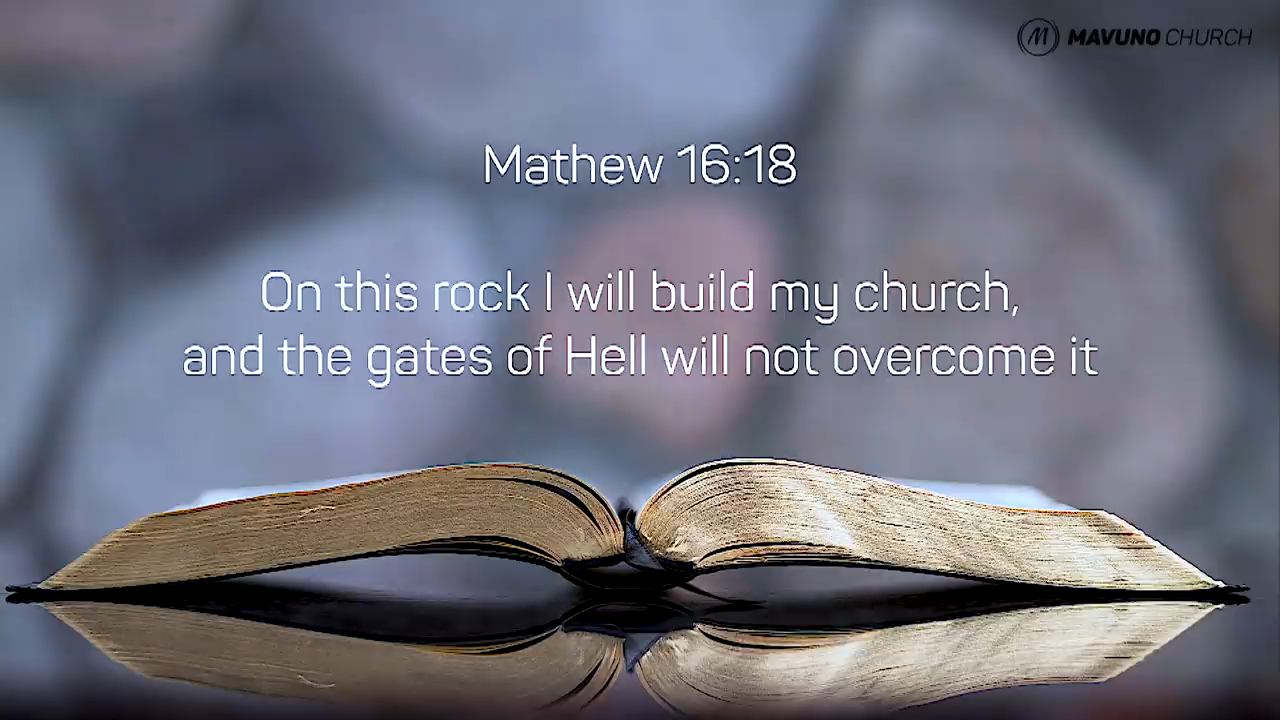 MAVUNO CHURCH
Mathew 16:18
On this rock I will build my church,
and the gates of Hell will not overcome it